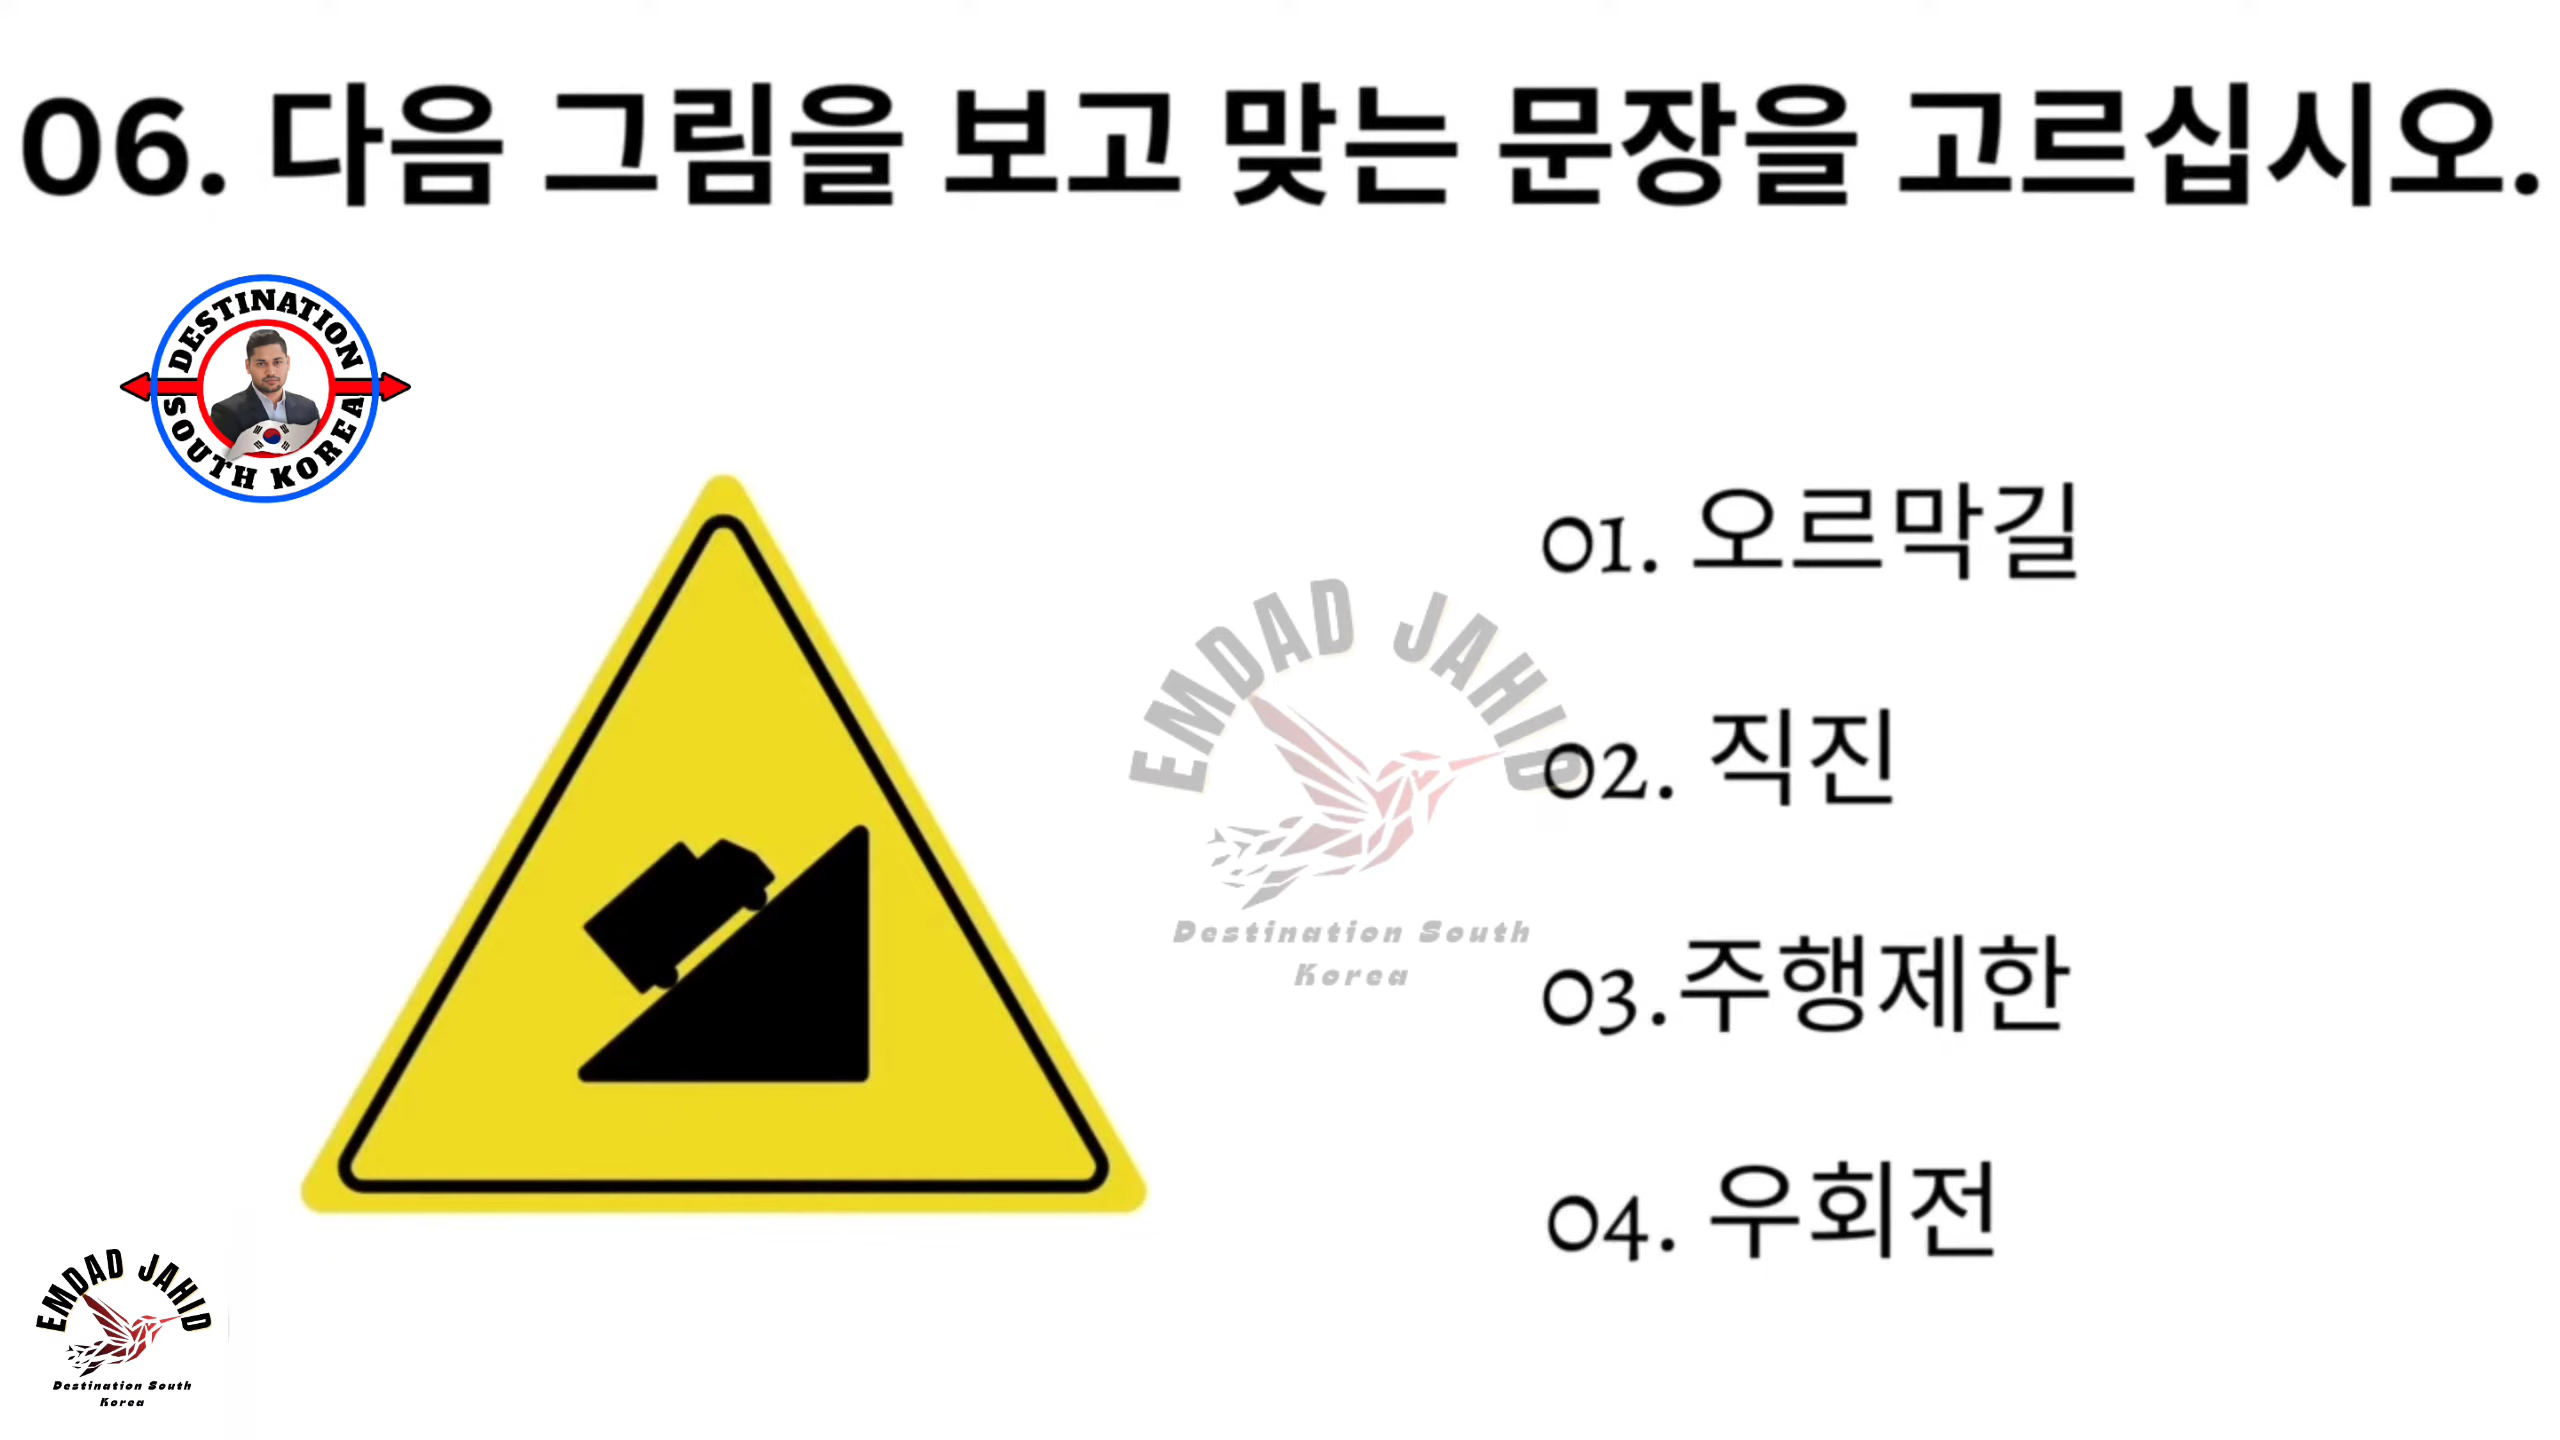 06. 다음 그림을 보고 맞는 문장을 고르십시오.
DESTINATION
SOUTH KOREA
01. 오르막길
02. 직진
03.주행제한
04. 우회전
EMDAD JAHID
Destination South
Korea
EMDAD JAHID
Destination South
Korea